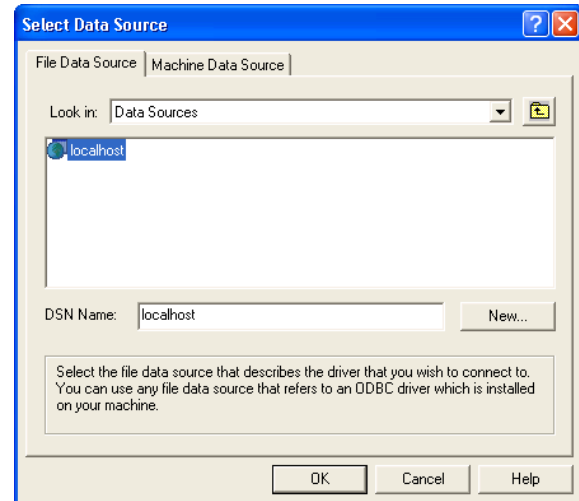 Select Data Source
File Data Source Machine Data Source
Look in: Data Sources
localhost
DSN Name: localhost New...
Select the file data source that describes the driver that you wish to connect to.
You can use any file data source that refers to an ODBC driver which is installed
on your machine.
OK Cancel Help